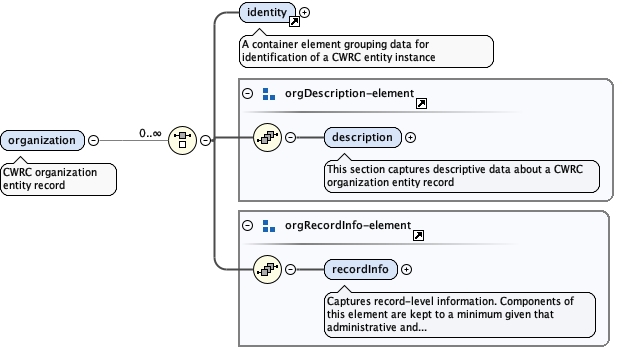 identity
A container element grouping data for
identification of a CWRC entity instance
orgDescription-element
organization
0..∞
description
CWRC organization
entity record
This section captures descriptive data about a CWRC
organization entity record
orgRecordInfo-element
recordInfo
Captures record-level information. Components of
this element are kept to a minimum given that
administrative and...